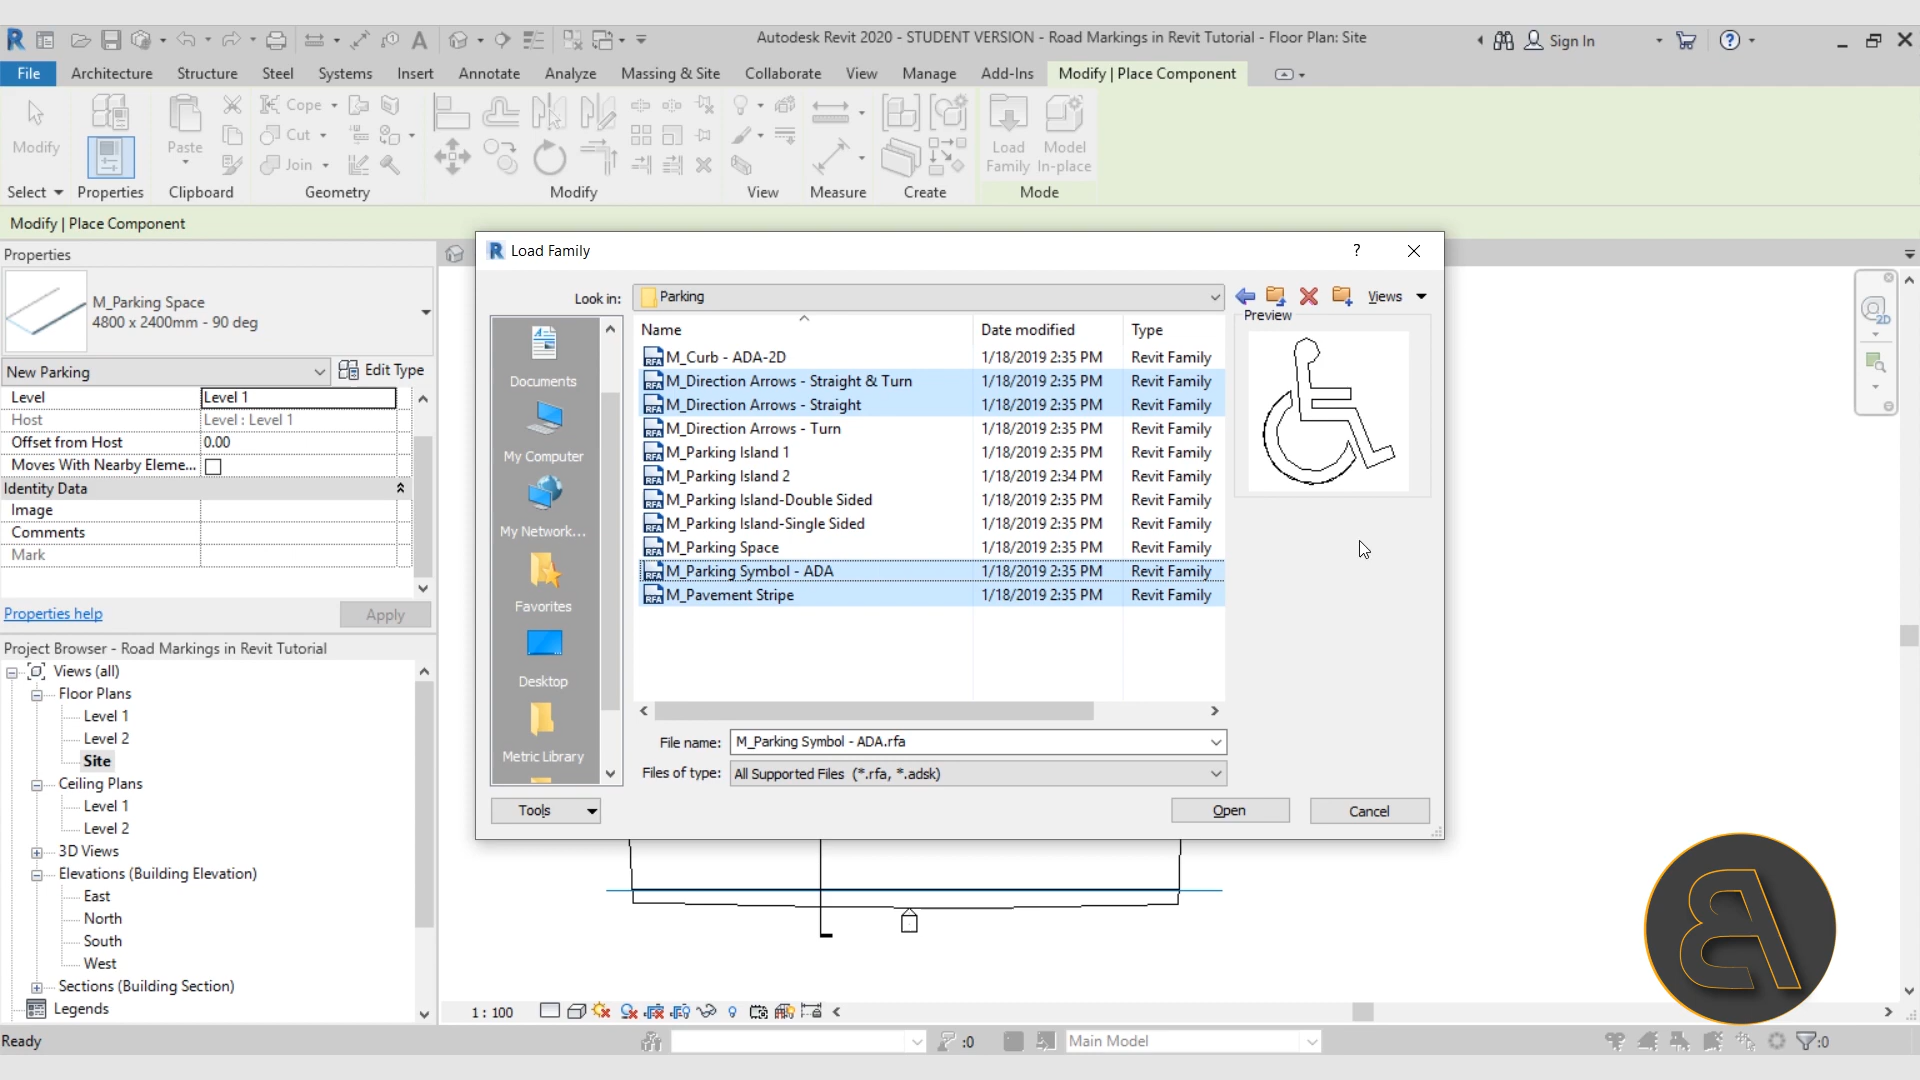 Autodesk Revit 2020 - STUDENT VERSION - Road Markings in Revit Tutorial - Floor Plan: Site
Sign In
File Architecture Structure Steel Systems Insert Annotate Analyze Massing & Site Collaborate View Manage Add-Ins Modify | Place Component
Modify
Paste
Cope
Cut
Join
Load Family
Model In-place
Select Properties Clipboard Geometry Modify View Measure Create Mode
Modify | Place Component
Properties
M_Parking Space
4800 x 2400mm - 90 deg
New Parking Edit Type
Level Level 1
Host Level : Level 1
Offset from Host 0.00
Moves With Nearby Eleme...
Identity Data
Image
Comments
Mark
Properties help Apply
Project Browser - Road Markings in Revit Tutorial
Views (all)
Floor Plans
Level 1
Level 2
Site
Ceiling Plans
Level 1
Level 2
3D Views
Elevations (Building Elevation)
East
North
South
West
Sections (Building Section)
Legends
Load Family
Look in: Parking Views
Preview
Documents
My Computer
My Network...
Favorites
Desktop
Metric Library
Name Date modified Type
M_Curb - ADA-2D 1/18/2019 2:35 PM Revit Family
M_Direction Arrows - Straight & Turn 1/18/2019 2:35 PM Revit Family
M_Direction Arrows - Straight 1/18/2019 2:35 PM Revit Family
M_Direction Arrows - Turn 1/18/2019 2:35 PM Revit Family
M_Parking Island 1 1/18/2019 2:35 PM Revit Family
M_Parking Island 2 1/18/2019 2:34 PM Revit Family
M_Parking Island-Double Sided 1/18/2019 2:35 PM Revit Family
M_Parking Island-Single Sided 1/18/2019 2:35 PM Revit Family
M_Parking Space 1/18/2019 2:35 PM Revit Family
M_Parking Symbol - ADA 1/18/2019 2:35 PM Revit Family
M_Pavement Stripe 1/18/2019 2:35 PM Revit Family
File name: M_Parking Symbol - ADA.rfa
Files of type: All Supported Files (*.rfa, *.adsk)
Tools Open Cancel
1 : 100
Ready :0 Main Model :0